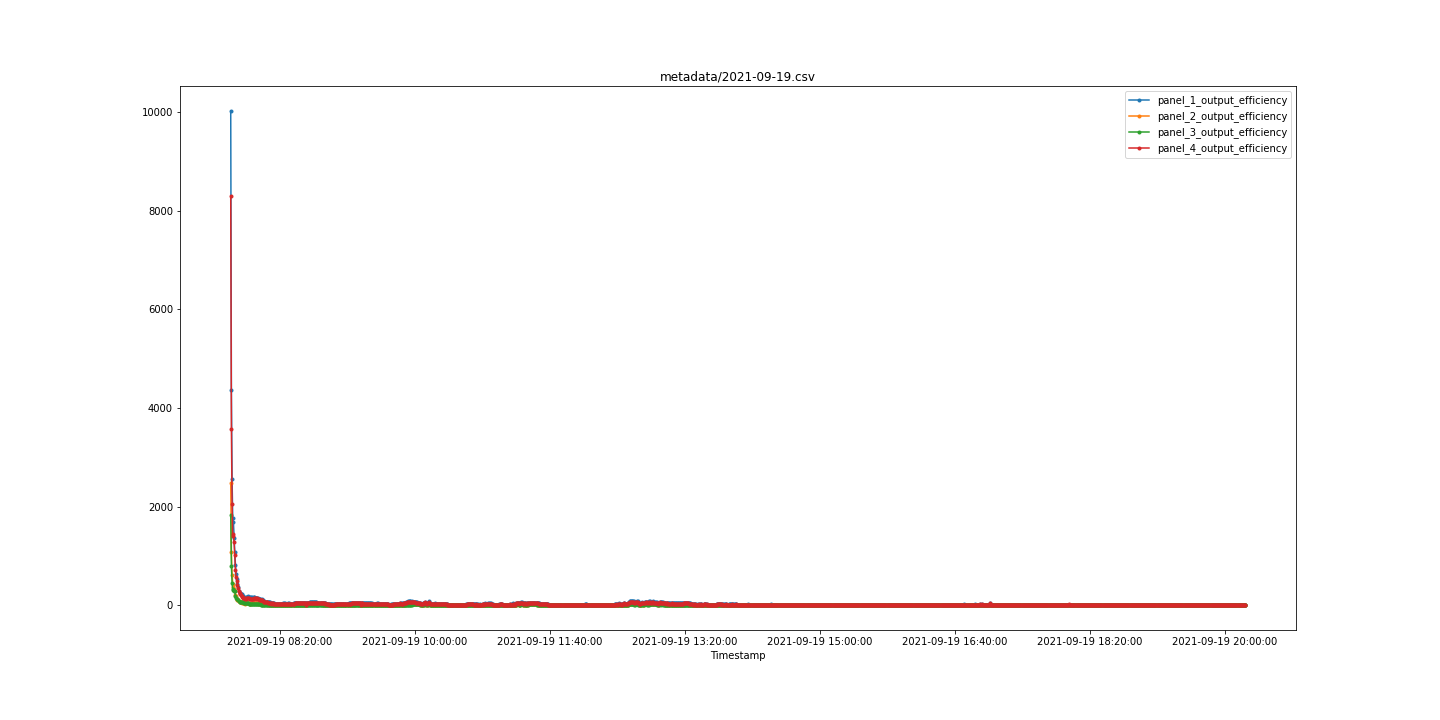 metadata/2021-09-19.csv
10000
8000
6000
4000
2000
0
panel_1_output_efficiency
panel_2_output_efficiency
panel_3_output_efficiency
panel_4_output_efficiency
2021-09-19 08:20:00 2021-09-19 10:00:00 2021-09-19 11:40:00 2021-09-19 13:20:00 2021-09-19 15:00:00 2021-09-19 16:40:00 2021-09-19 18:20:00 2021-09-19 20:00:00
Timestamp